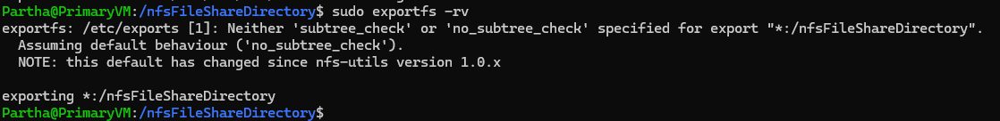 Partha@PrimaryVM:/nfsFileShareDirectory$ sudo exportfs -rv
exportfs: /etc/exports [1]: Neither 'subtree_check' or 'no_subtree_check' specified for export "*:/nfsFileShareDirectory".
  Assuming default behaviour ('no_subtree_check').
  NOTE: this default has changed since nfs-utils version 1.0.x

exporting *:/nfsFileShareDirectory
Partha@PrimaryVM:/nfsFileShareDirectory$